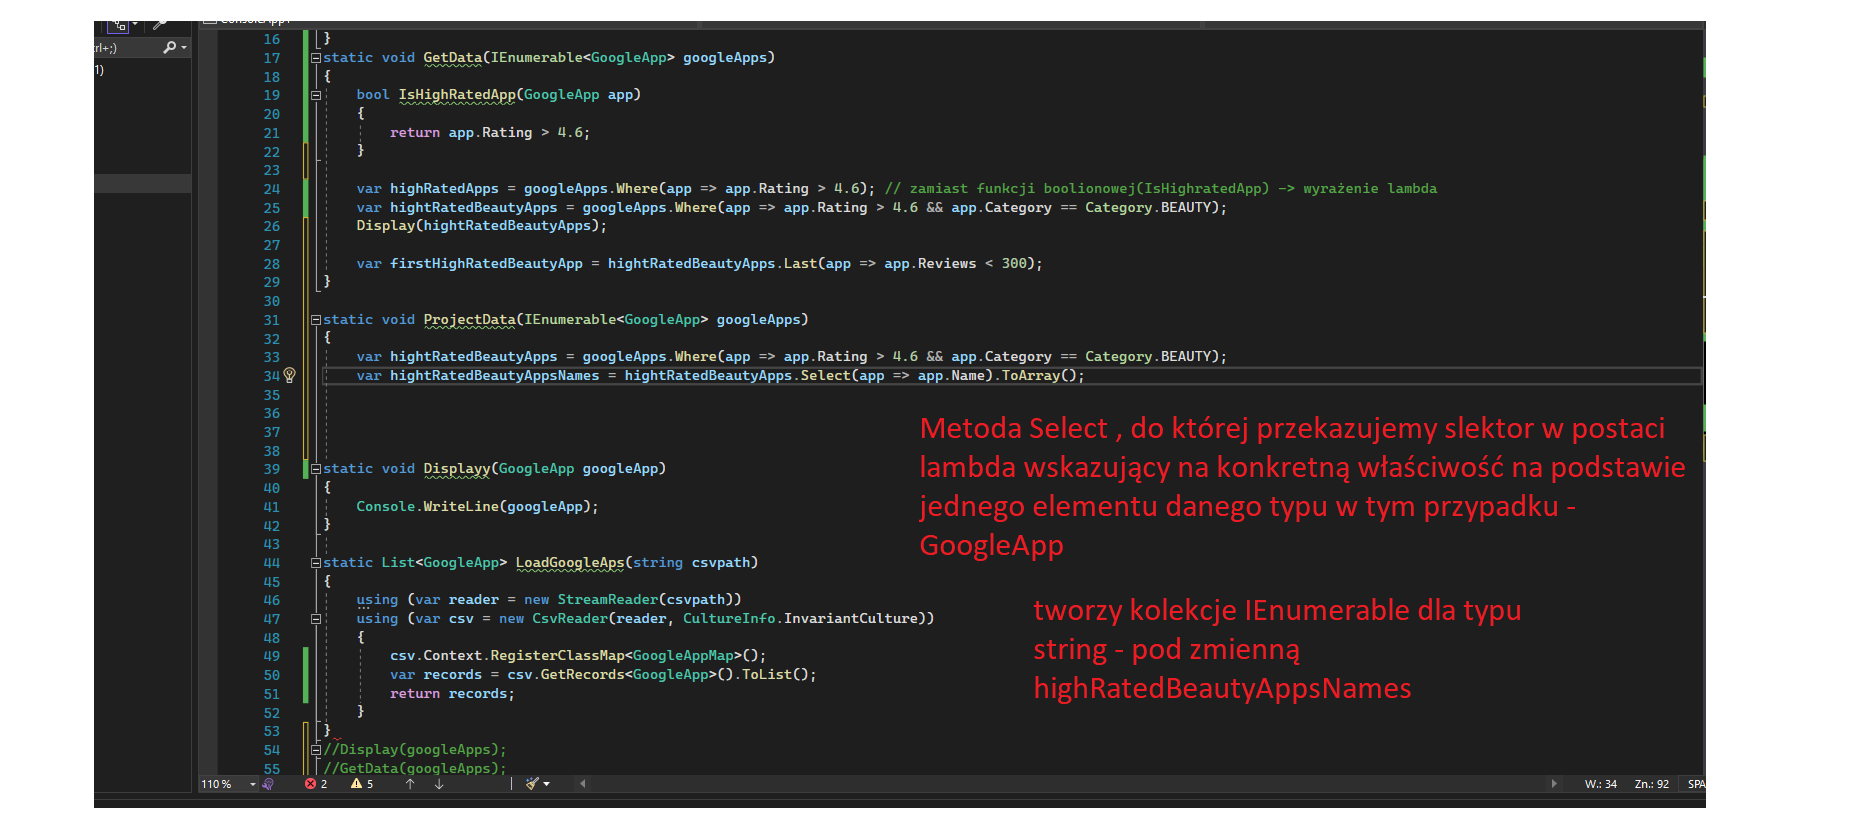 ConsoleApp1
trl+;)
1)
16 }
17 static void GetData(IEnumerable<GoogleApp> googleApps)
18 {
19 bool IsHighRatedApp(GoogleApp app)
20 {
21 return app.Rating > 4.6;
22 }
23
24 var highRatedApps = googleApps.Where(app => app.Rating > 4.6); // zamiast funkcji boolionowej(IsHighratedApp) -> wyrażenie lambda
25 var hightRatedBeautyApps = googleApps.Where(app => app.Rating > 4.6 && app.Category == Category.BEAUTY);
26 Display(hightRatedBeautyApps);
27
28 var firstHighRatedBeautyApp = hightRatedBeautyApps.Last(app => app.Reviews < 300);
29 }
30
31 static void ProjectData(IEnumerable<GoogleApp> googleApps)
32 {
33 var hightRatedBeautyApps = googleApps.Where(app => app.Rating > 4.6 && app.Category == Category.BEAUTY);
34 var hightRatedBeautyAppsNames = hightRatedBeautyApps.Select(app => app.Name).ToArray();
35
36
37
38
39 static void Displayy(GoogleApp googleApp)
40 {
41 Console.WriteLine(googleApp);
42 }
43
44 static List<GoogleApp> LoadGoogleAps(string csvpath)
45 {
46 using (var reader = new StreamReader(csvpath))
47 using (var csv = new CsvReader(reader, CultureInfo.InvariantCulture))
48 {
49 csv.Context.RegisterClassMap<GoogleAppMap>();
50 var records = csv.GetRecords<GoogleApp>().ToList();
51 return records;
52 }
53 }
54 //Display(googleApps);
55 //GetData(googleApps);
Metoda Select , do której przekazujemy slektor w postaci
lambda wskazujący na konkretną właściwość na podstawie
jednego elementu danego typu w tym przypadku -
GoogleApp
tworzy kolekcje IEnumerable dla typu
string - pod zmienną
highRatedBeautyAppsNames
110 % 2 5 W.: 34 Zn.: 92 SPA